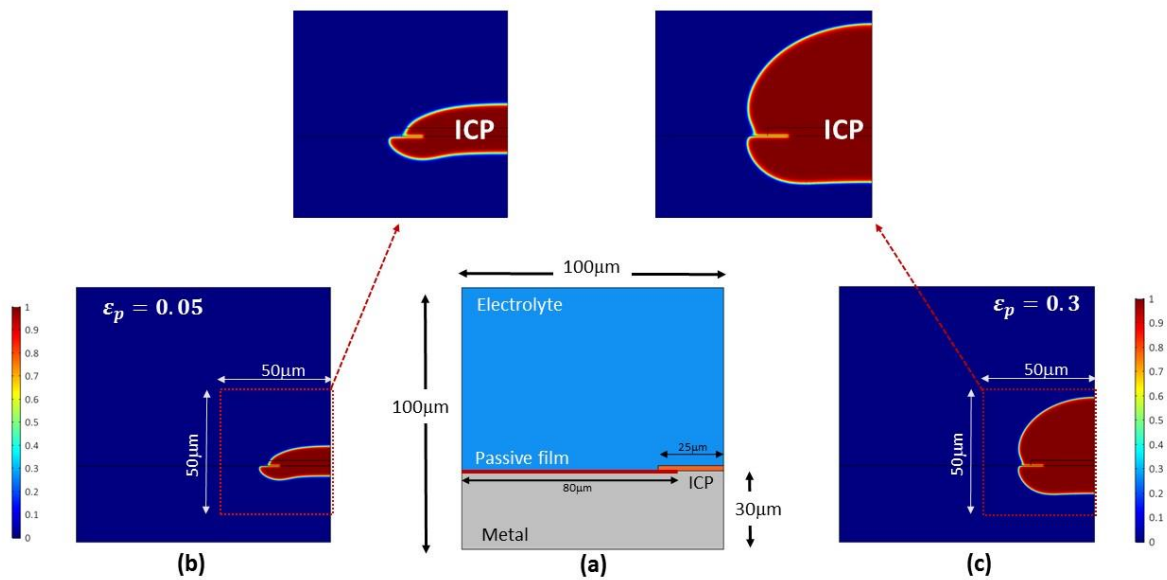 ICP
ICP
100μm
εp = 0.05
εp = 0.3
Electrolyte
1
0.9
0.8
0.7
0.6
0.5
0.4
0.3
0.2
0.1
0
50μm
50μm
100μm
25μm
Passive film
80μm
ICP
30μm
Metal
50μm
50μm
1
0.9
0.8
0.7
0.6
0.5
0.4
0.3
0.2
0.1
0
(b)
(a)
(c)